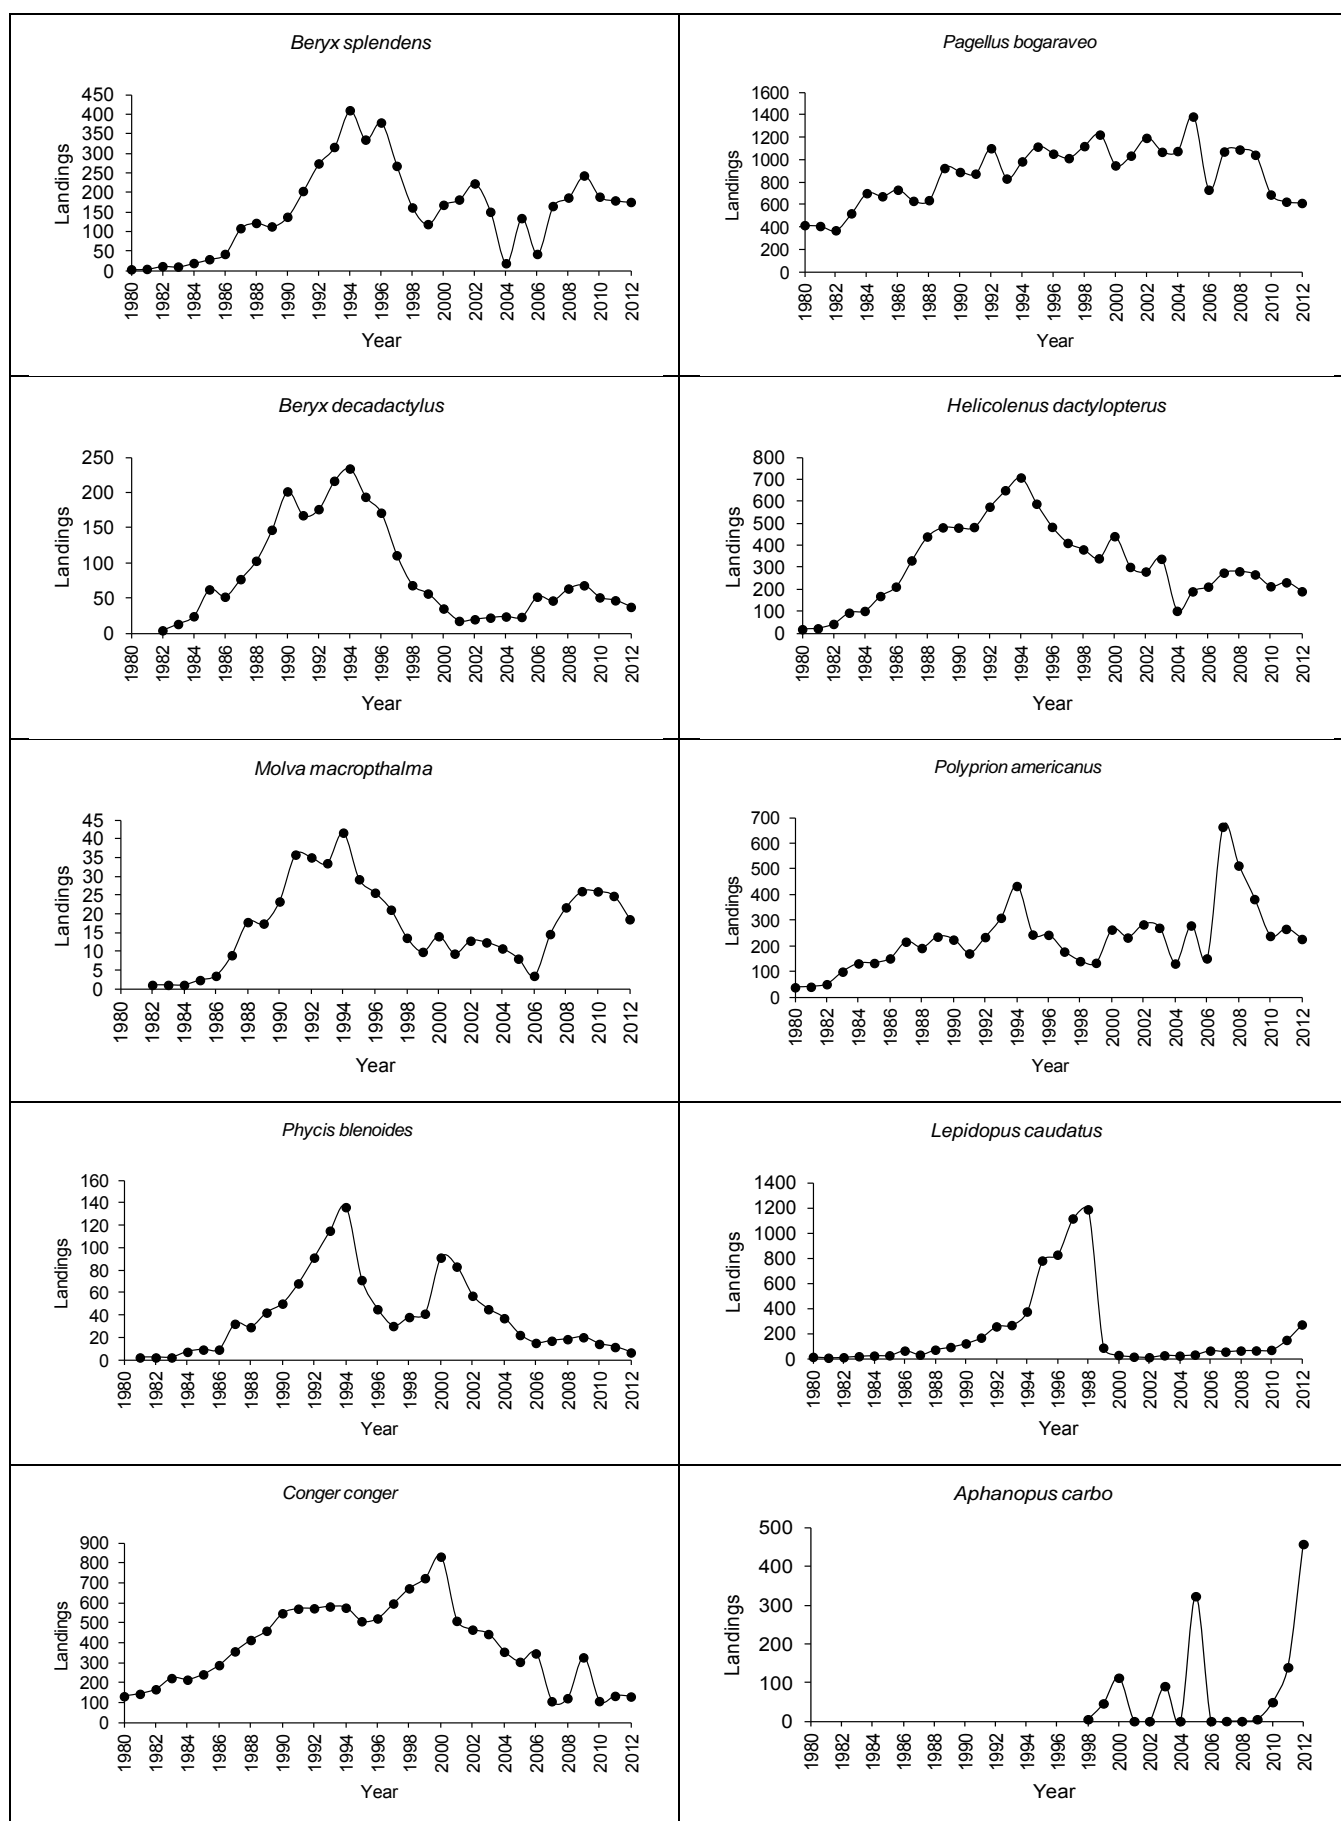 Beryx splendens
450
400
350
300
250
200
150
100
50
0
Landings
1980 1982 1984 1986 1988 1990 1992 1994 1996 1998 2000 2002 2004 2006 2008 2010 2012
Year
Pagellus bogaraveo
1600
1400
1200
1000
800
600
400
200
0
Landings
1980 1982 1984 1986 1988 1990 1992 1994 1996 1998 2000 2002 2004 2006 2008 2010 2012
Year
Beryx decadactylus
250
200
150
100
50
0
Landings
1980 1982 1984 1986 1988 1990 1992 1994 1996 1998 2000 2002 2004 2006 2008 2010 2012
Year
Helicolenus dactylopterus
800
700
600
500
400
300
200
100
0
Landings
1980 1982 1984 1986 1988 1990 1992 1994 1996 1998 2000 2002 2004 2006 2008 2010 2012
Year
Molva macropthalma
45
40
35
30
25
20
15
10
5
0
Landings
1980 1982 1984 1986 1988 1990 1992 1994 1996 1998 2000 2002 2004 2006 2008 2010 2012
Year
Polyprion americanus
700
600
500
400
300
200
100
0
Landings
1980 1982 1984 1986 1988 1990 1992 1994 1996 1998 2000 2002 2004 2006 2008 2010 2012
Year
Phycis blenoides
160
140
120
100
80
60
40
20
0
Landings
1980 1982 1984 1986 1988 1990 1992 1994 1996 1998 2000 2002 2004 2006 2008 2010 2012
Year
Lepidopus caudatus
1400
1200
1000
800
600
400
200
0
Landings
1980 1982 1984 1986 1988 1990 1992 1994 1996 1998 2000 2002 2004 2006 2008 2010 2012
Year
Conger conger
900
800
700
600
500
400
300
200
100
0
Landings
1980 1982 1984 1986 1988 1990 1992 1994 1996 1998 2000 2002 2004 2006 2008 2010 2012
Year
Aphanopus carbo
500
400
300
200
100
0
Landings
1980 1982 1984 1986 1988 1990 1992 1994 1996 1998 2000 2002 2004 2006 2008 2010 2012
Year